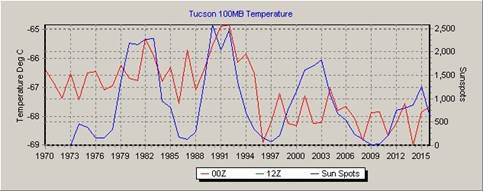 Tucson 100MB Temperature
Temperature Deg C
-65
-66
-67
-68
-69
2,500
2,000
1,500
1,000
500
0
Sunspots
1970 1973 1976 1979 1982 1985 1988 1991 1994 1997 2000 2003 2006 2009 2012 2015
00Z 12Z Sun Spots